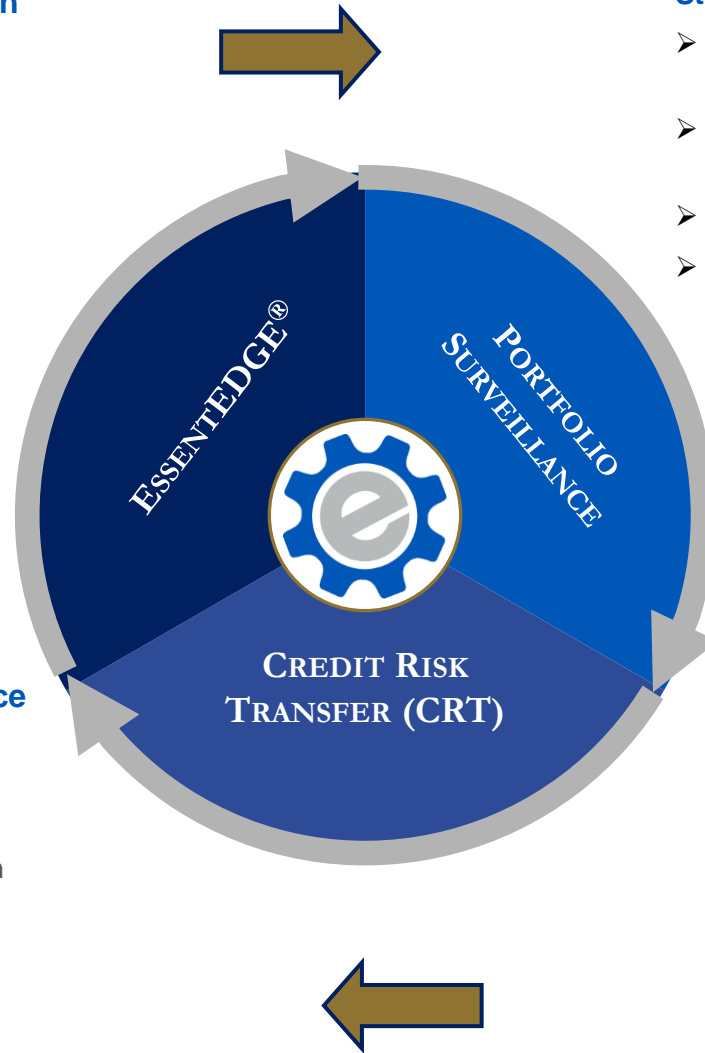 ESSENTEDGE®
PORTFOLIO
SURVEILLANCE
CREDIT RISK
TRANSFER (CRT)
e